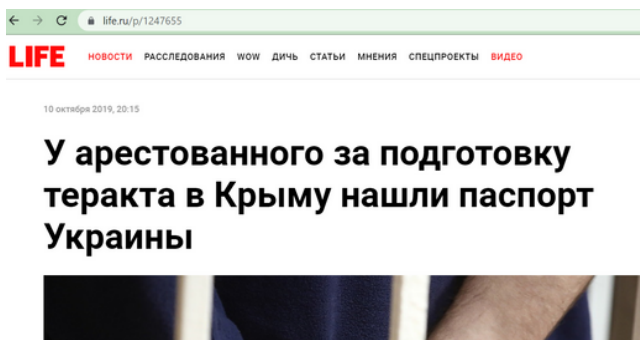 life.ru/p/1247655
LIFE НОВОСТИ РАССЛЕДОВАНИЯ WOW ДИЧЬ СТАТЬИ МНЕНИЯ СПЕЦПРОЕКТЫ ВИДЕО
10 октября 2019, 20:15
У арестованного за подготовку
теракта в Крыму нашли паспорт
Украины